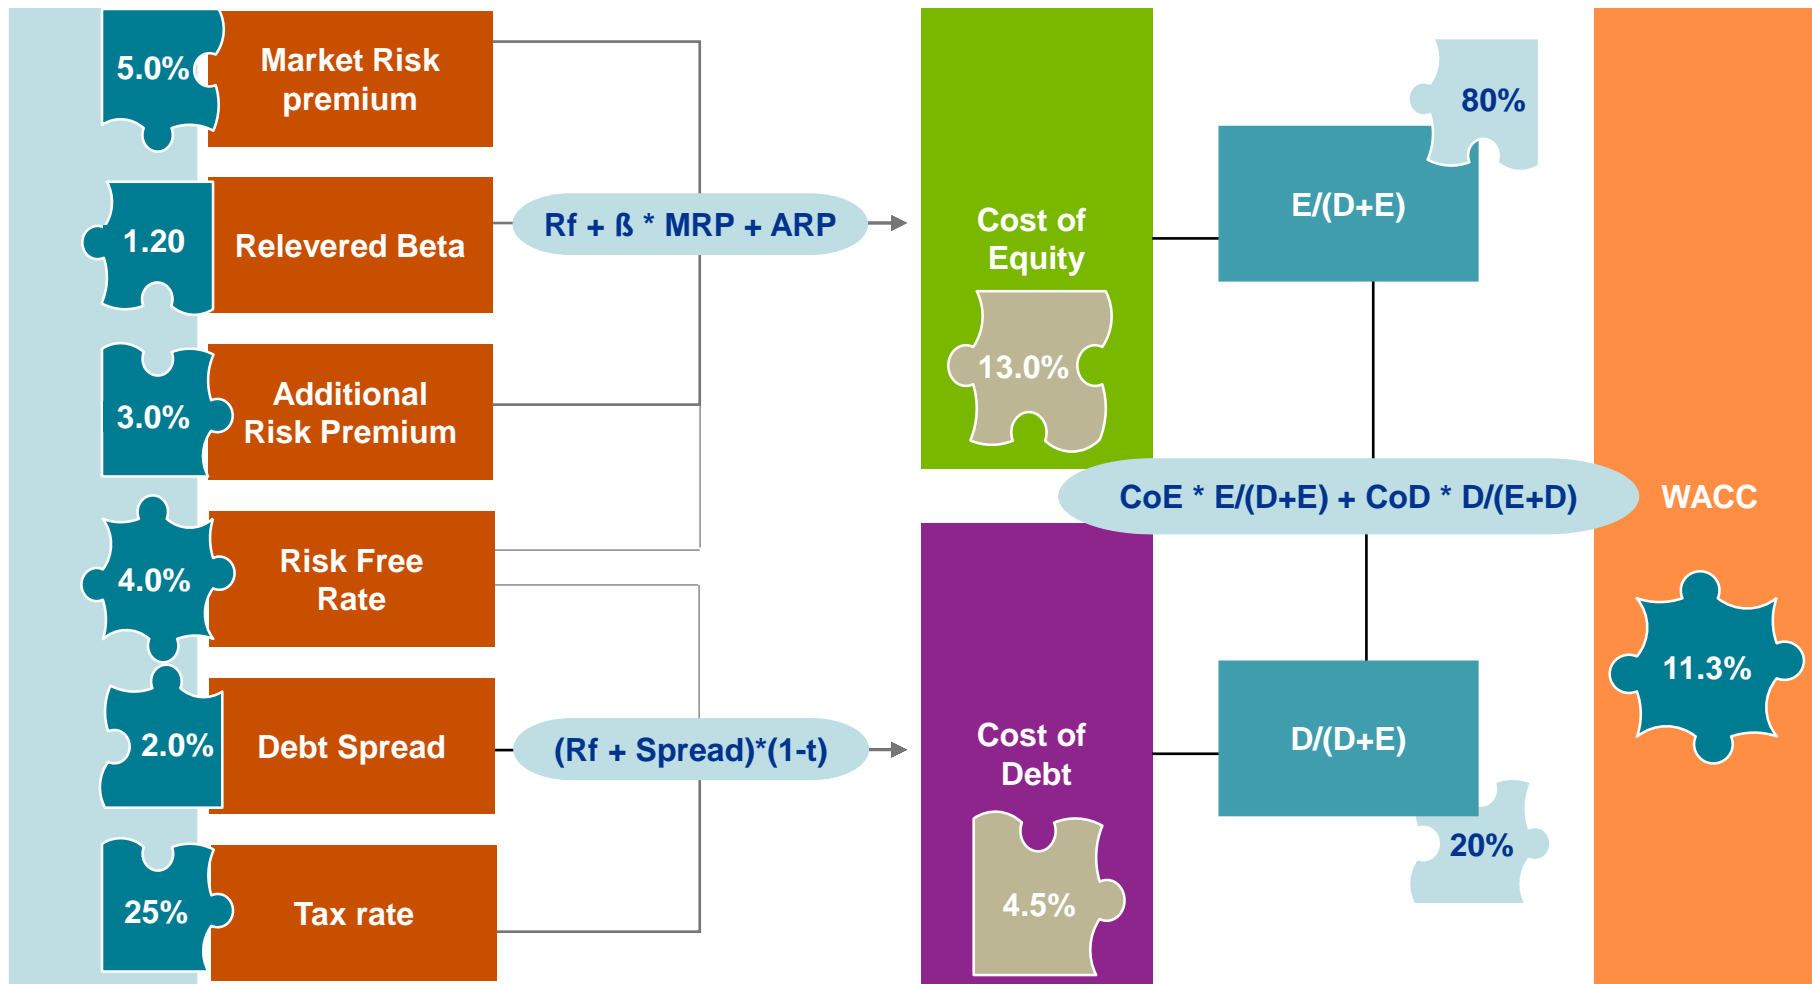 5.0%
Market Risk
premium
1.20
Relevered Beta
3.0%
Additional
Risk Premium
4.0%
Risk Free
Rate
2.0%
Debt Spread
25%
Tax rate
Rf + ß * MRP + ARP
(Rf + Spread)*(1-t)
Cost of
Equity
13.0%
Cost of
Debt
4.5%
80%
E/(D+E)
CoE * E/(D+E) + CoD * D/(E+D)
D/(D+E)
20%
WACC
11.3%